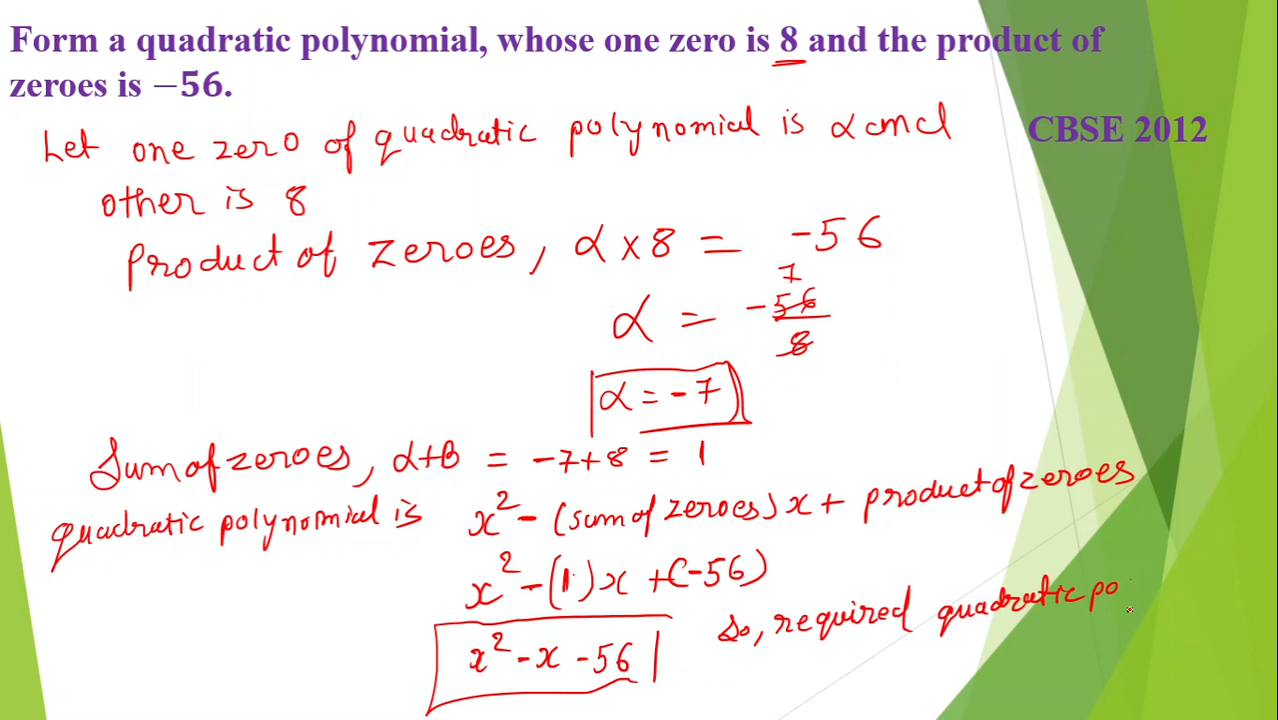 Form a quadratic polynomial, whose one zero is 8 and the product of
zeroes is −56.
CBSE 2012
Let one zero of quadratic polynomial is α and
other is 8
Product of zeroes, α × 8 = -56
7
α = -56/8
α = -7
Sum of zeroes, α+β = -7+8 = 1
quadratic polynomial is x² - (sum of zeroes) x + product of zeroes
x² - (1)x + (-56)
x² - x - 56
So, required quadratic po